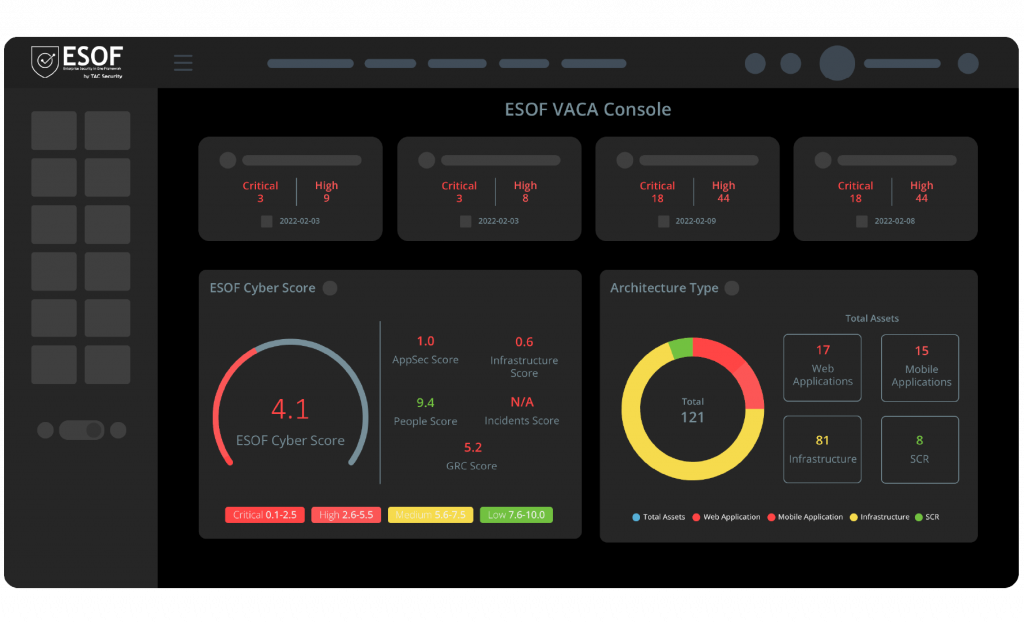 ESOF
Enterprise Security in One Framework
by TAC Security
ESOF VACA Console
Critical High
3 9
2022-02-03
Critical High
3 8
2022-02-03
Critical High
18 44
2022-02-09
Critical High
18 44
2022-02-08
ESOF Cyber Score
4.1
ESOF Cyber Score
1.0
AppSec Score
0.6
Infrastructure
Score
9.4
People Score
N/A
Incidents Score
5.2
GRC Score
Critical 0.1-2.5
High 2.6-5.5
Medium 5.6-7.5
Low 7.6-10.0
Architecture Type
Total
121
Total Assets
17
Web
Applications
15
Mobile
Applications
81
Infrastructure
8
SCR
Total Assets Web Application Mobile Application Infrastructure SCR